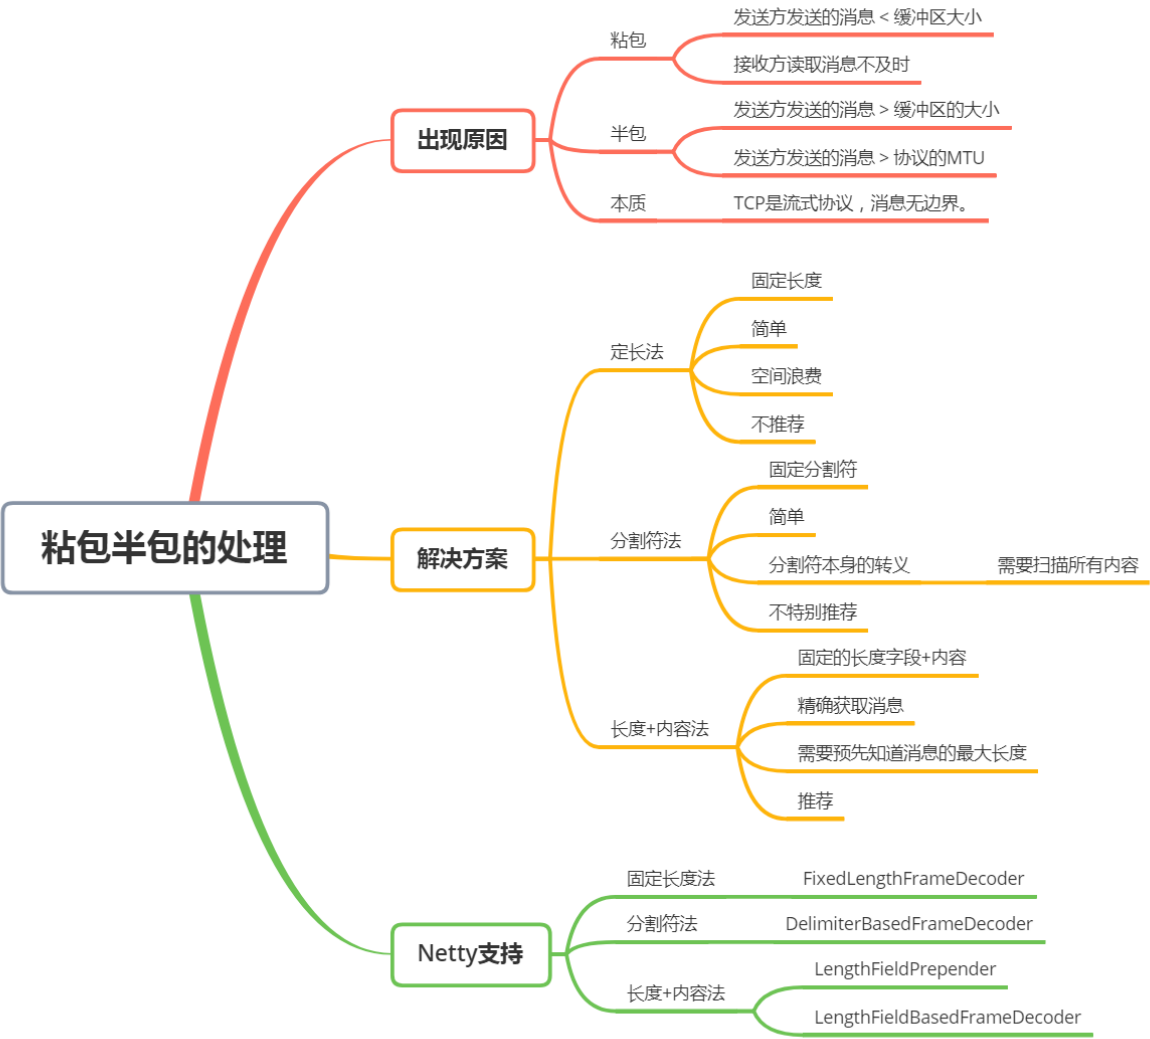 粘包半包的处理
出现原因
粘包
发送方发送的消息 < 缓冲区大小
接收方读取消息不及时
半包
发送方发送的消息 > 缓冲区的大小
发送方发送的消息 > 协议的MTU
本质
TCP是流式协议，消息无边界。
解决方案
定长法
固定长度
简单
空间浪费
不推荐
分割符法
固定分割符
简单
分割符本身的转义
需要扫描所有内容
不特别推荐
长度+内容法
固定的长度字段+内容
精确获取消息
需要预先知道消息的最大长度
推荐
Netty支持
固定长度法
FixedLengthFrameDecoder
分割符法
DelimiterBasedFrameDecoder
长度+内容法
LengthFieldPrepender
LengthFieldBasedFrameDecoder